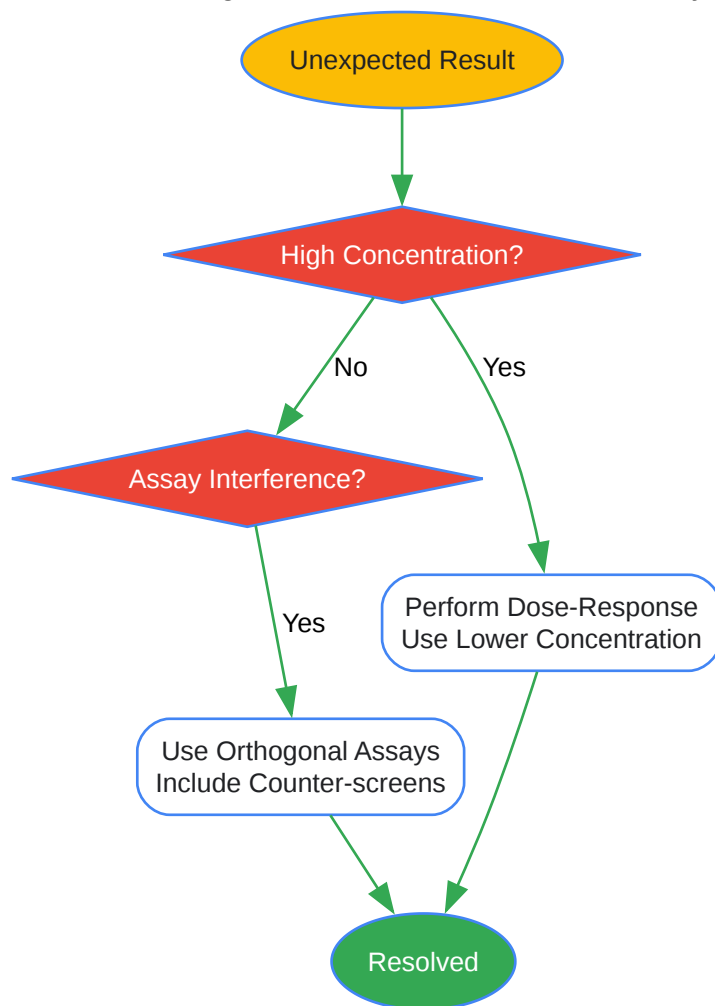 Unexpected Result
High Concentration?
No
Yes
Assay Interference?
Yes
Perform Dose-Response
Use Lower Concentration
Use Orthogonal Assays
Include Counter-screens
Resolved